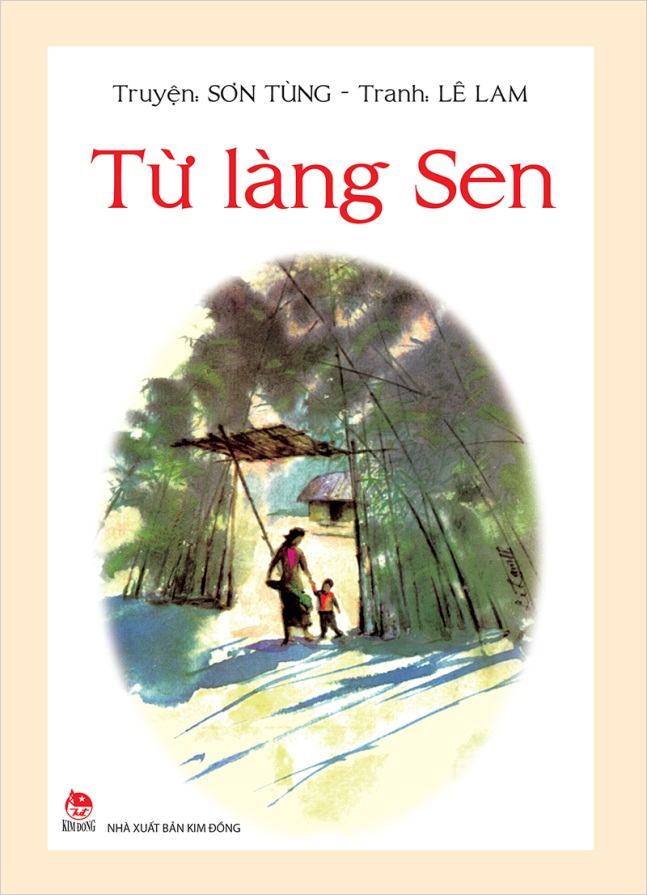 Truyện: SƠN TÙNG - Tranh: LÊ LAM
Từ làng Sen
KIM ĐỒNG
NHÀ XUẤT BẢN KIM ĐỒNG